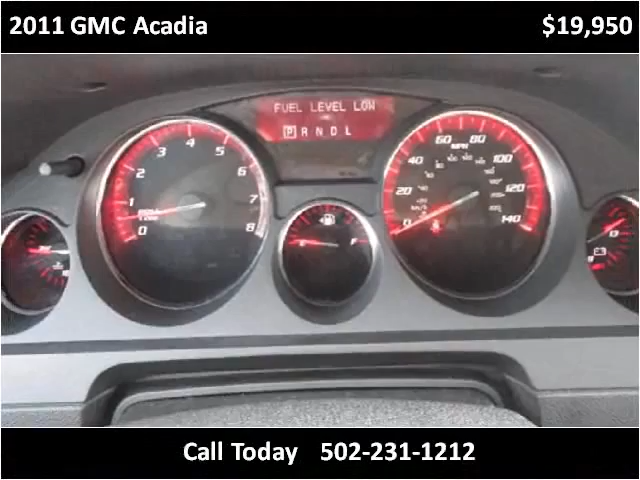 2011 GMC Acadia
$19,950
FUEL LEVEL LOW
P R N D L
0 1 2 3 4 5 6 7 8
0 20 40 60 80 100 120 140
MPH
F
Call Today 502-231-1212